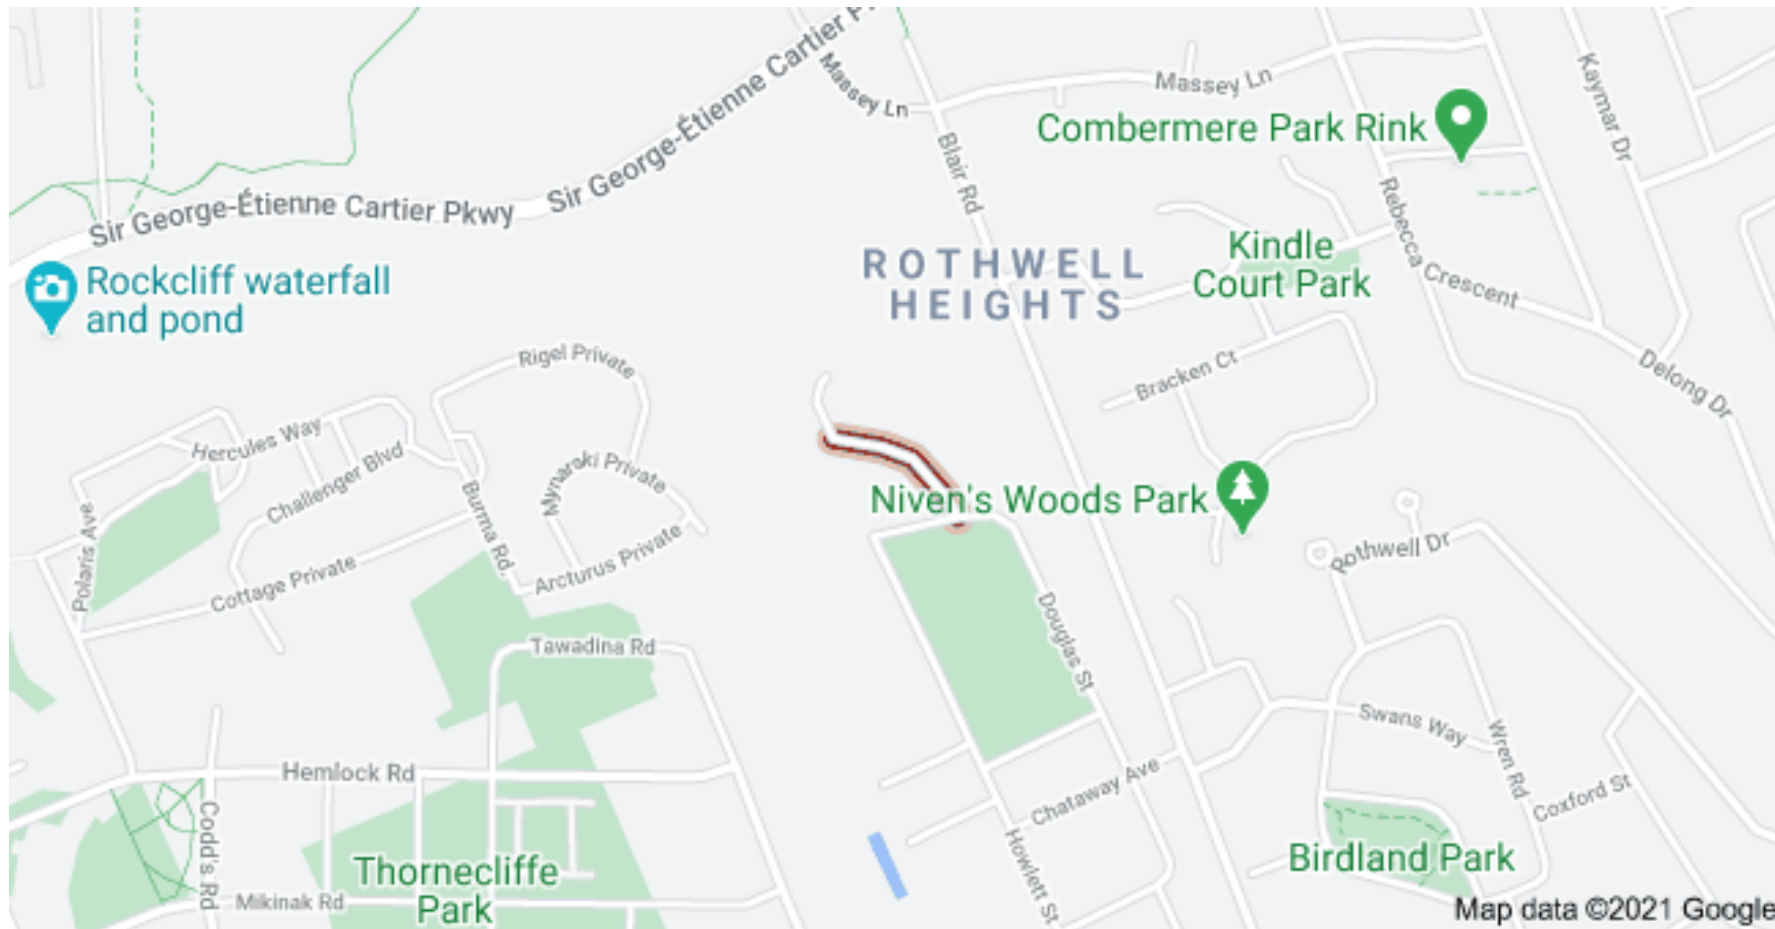 Sir George-Étienne Cartier Pkwy
Massey Ln
Massey Ln
Kaymar Dr
Combermere Park Rink
Blair Rd
Sir George-Étienne Cartier Pkwy
Rebecca Crescent
ROTHWELL
HEIGHTS
Kindle
Court Park
Rockcliff waterfall
and pond
Rigel Private
Bracken Ct
Delong Dr
Hercules Way
Challenger Blvd
Burma Rd.
Mynarski Private
Niven's Woods Park
Polaris Ave
Cottage Private
Arcturus Private
Rothwell Dr
Douglas St
Tawadina Rd
Swans Way
Wren Rd
Hemlock Rd
Chataway Ave
Coxford St
Codd's Rd
Howlett St
Thornecliffe
Park
Birdland Park
Mikinak Rd
Map data ©2021 Google